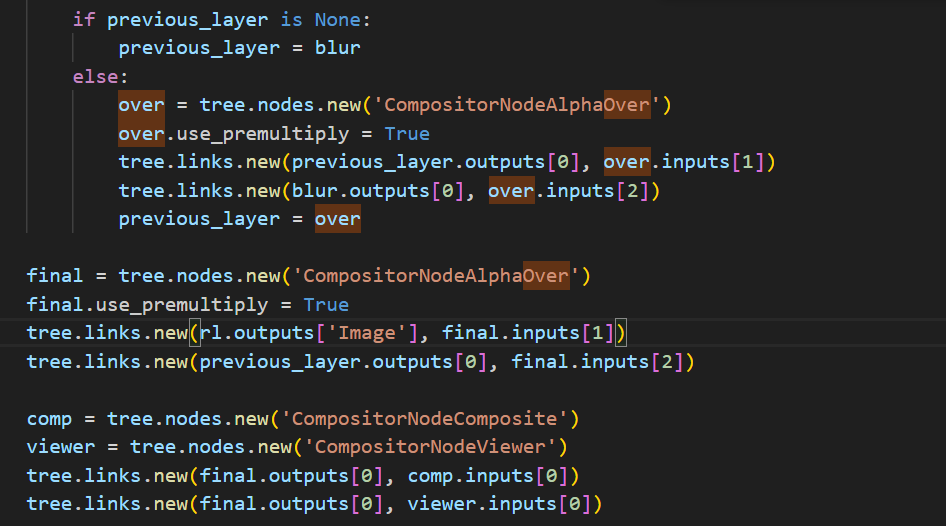 if previous_layer is None:
previous_layer = blur
else:
over = tree.nodes.new('CompositorNodeAlphaOver')
over.use_premultiply = True
tree.links.new(previous_layer.outputs[0], over.inputs[1])
tree.links.new(blur.outputs[0], over.inputs[2])
previous_layer = over
final = tree.nodes.new('CompositorNodeAlphaOver')
final.use_premultiply = True
tree.links.new(rl.outputs['Image'], final.inputs[1])
tree.links.new(previous_layer.outputs[0], final.inputs[2])
comp = tree.nodes.new('CompositorNodeComposite')
viewer = tree.nodes.new('CompositorNodeViewer')
tree.links.new(final.outputs[0], comp.inputs[0])
tree.links.new(final.outputs[0], viewer.inputs[0])